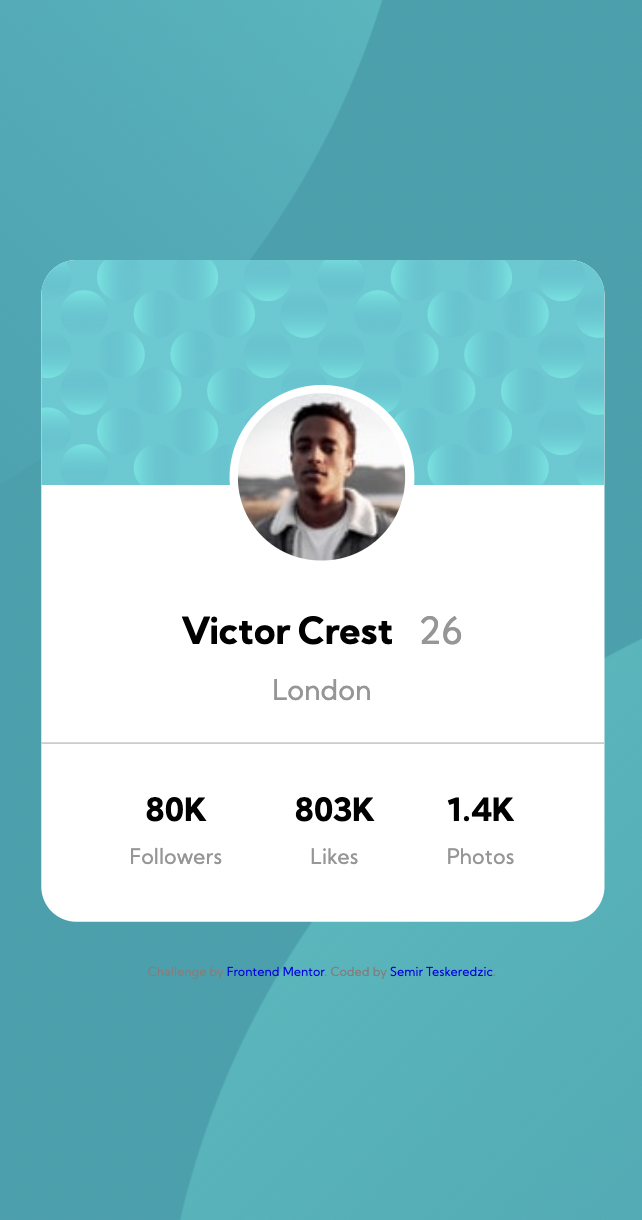 Victor Crest 26
London
80K 803K 1.4K
Followers Likes Photos
Challenge by Frontend Mentor. Coded by Semir Teskeredzic.